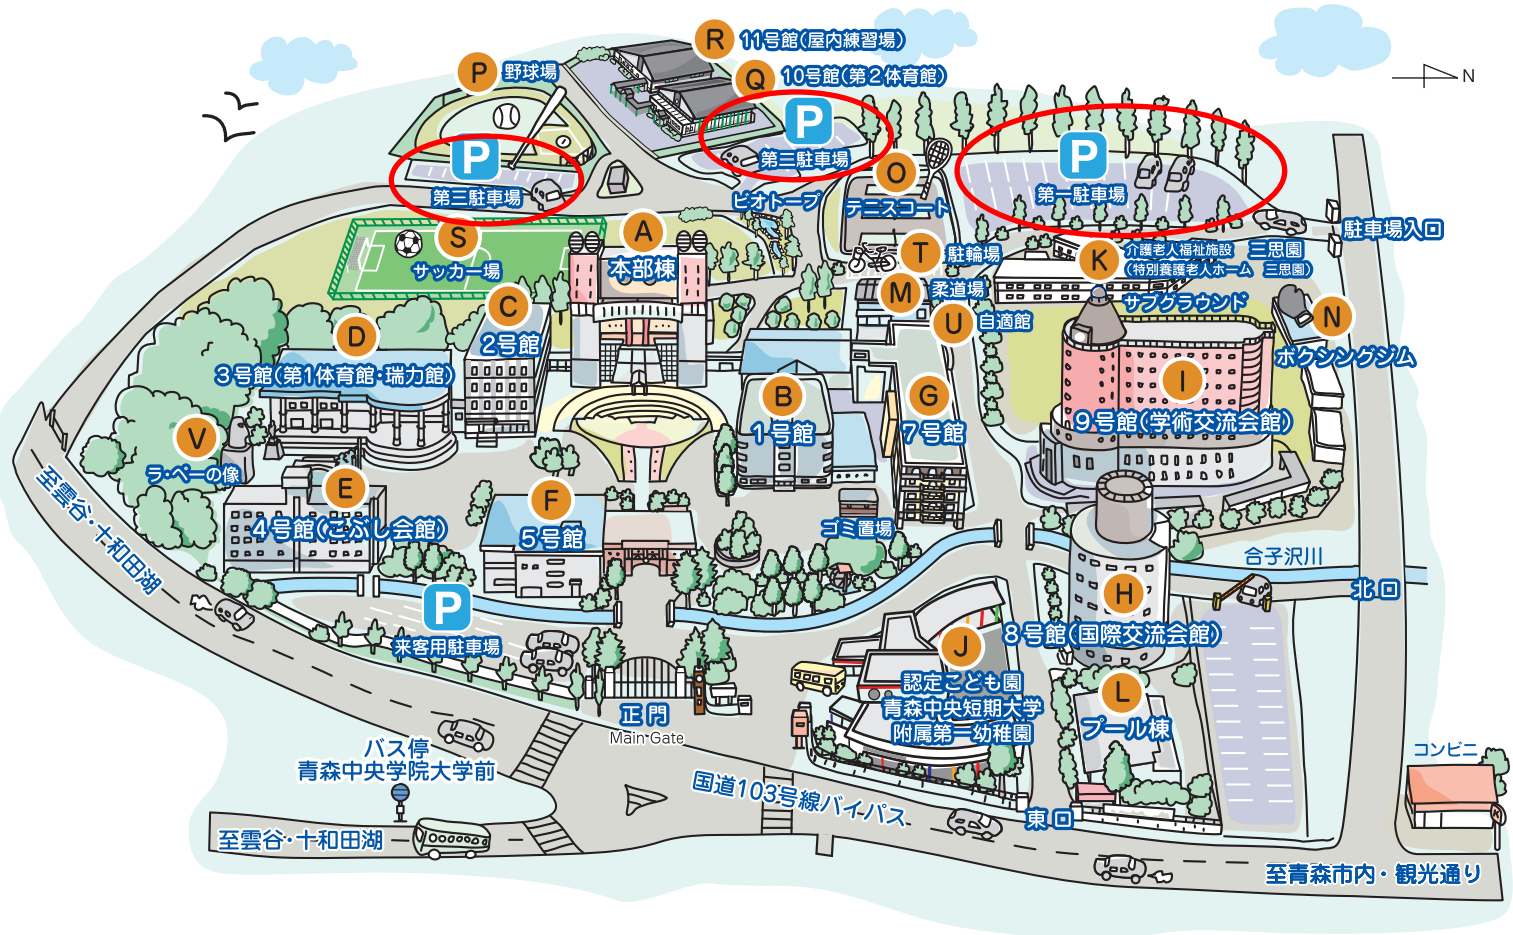 R 11号館(屋内練習場)
P 野球場
Q 10号館(第2体育館)
N
P
第二駐車場
P
第三駐車場
P
第一駐車場
O
テニスコート
ビオトープ
駐車場入口
S
サッカー場
A
本部棟
T 駐輪場
K 介護老人福祉施設 三思園
(特別養護老人ホーム 三思園)
M 柔道場
サブグラウンド
U 自適館
N
ボクシングジム
C
2号館
D
3号館(第1体育館・瑞力館)
I
9号館(学術交流会館)
B
1号館
G
7号館
V
ラ・ペーの像
E
4号館(こぶし会館)
F
5号館
ゴミ置場
至雲谷・十和田湖
合子沢川
北口
H
8号館(国際交流会館)
P
来客用駐車場
J
認定こども園
青森中央短期大学
附属第一幼稚園
L
プール棟
正門
Main Gate
バス停
青森中央学院大学前
国道103号線バイパス
コンビニ
東口
至雲谷・十和田湖
至青森市内・観光通り